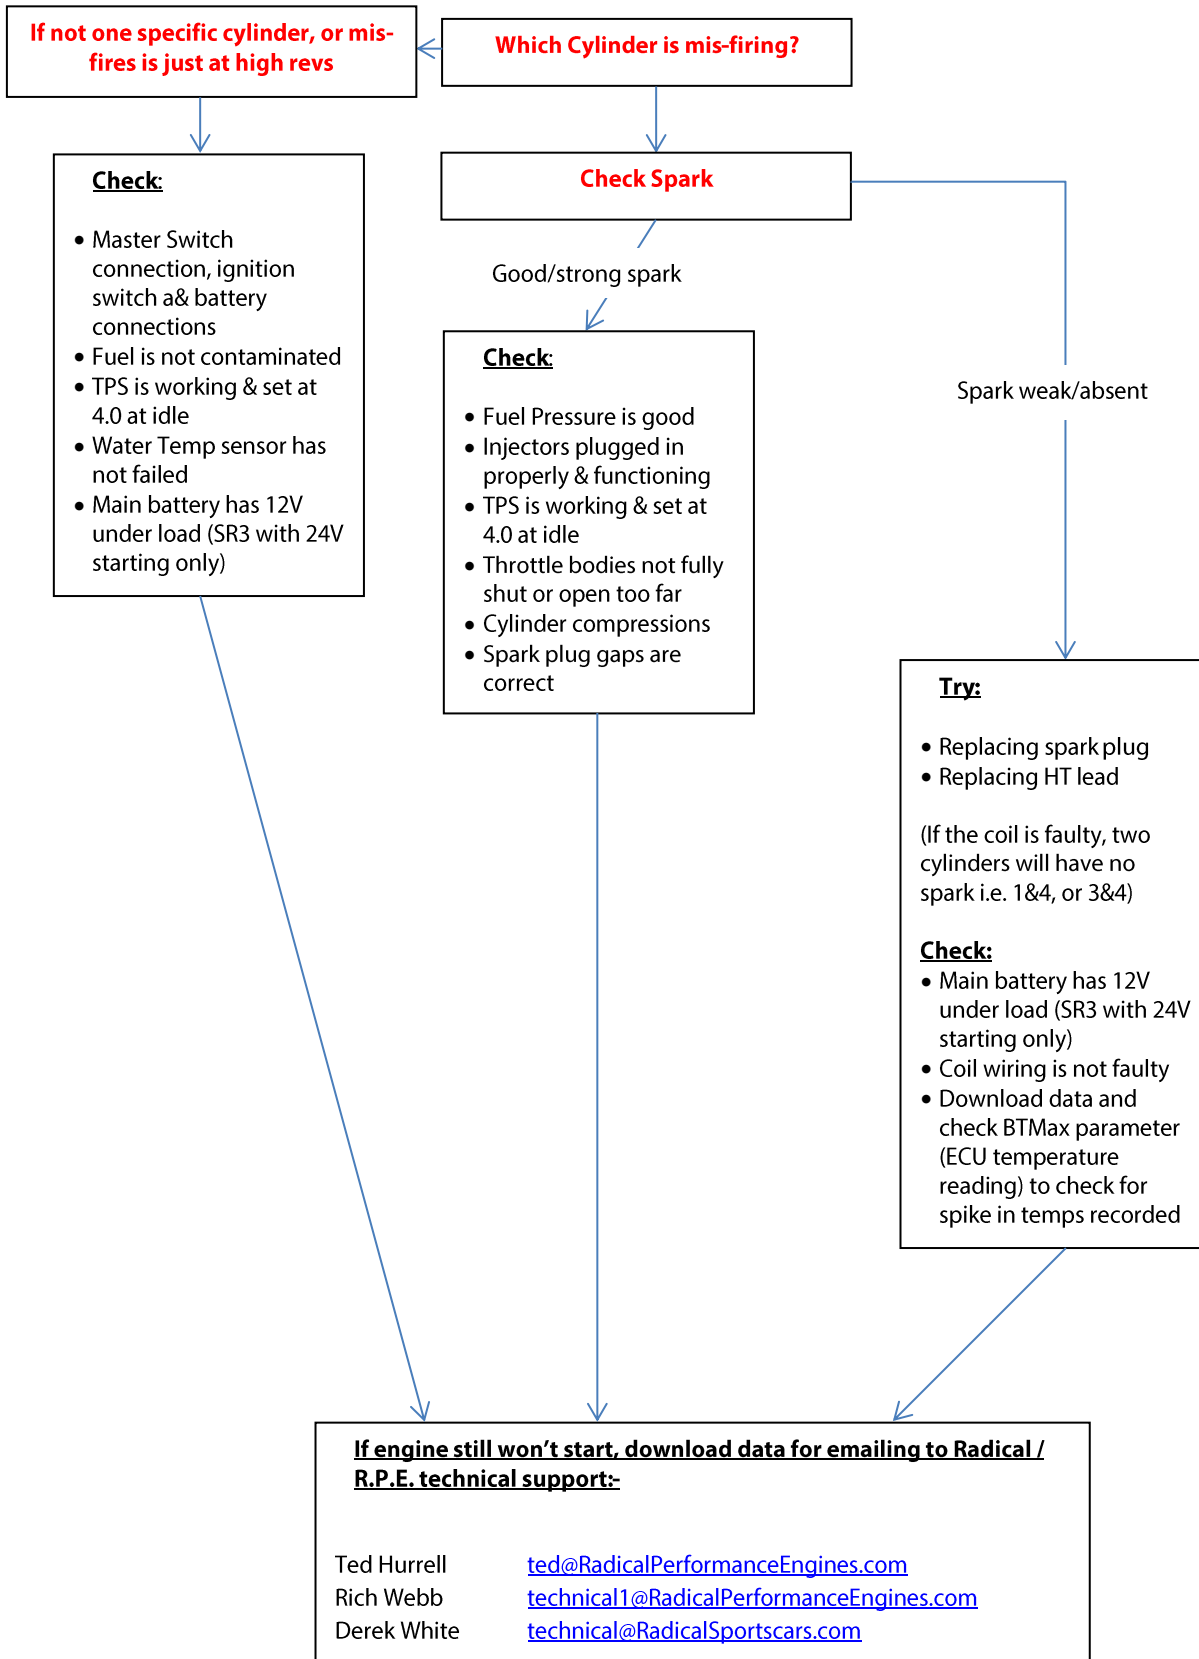 If not one specific cylinder, or mis-
fires is just at high revs
Which Cylinder is mis-firing?
Check:
• Master Switch
connection, ignition
switch a& battery
connections
• Fuel is not contaminated
• TPS is working & set at
4.0 at idle
• Water Temp sensor has
not failed
• Main battery has 12V
under load (SR3 with 24V
starting only)
Check Spark
Good/strong spark
Check:
• Fuel Pressure is good
• Injectors plugged in
properly & functioning
• TPS is working & set at
4.0 at idle
• Throttle bodies not fully
shut or open too far
• Cylinder compressions
• Spark plug gaps are
correct
Spark weak/absent
Try:
• Replacing spark plug
• Replacing HT lead
(If the coil is faulty, two
cylinders will have no
spark i.e. 1&4, or 3&4)
Check:
• Main battery has 12V
under load (SR3 with 24V
starting only)
• Coil wiring is not faulty
• Download data and
check BTMax parameter
(ECU temperature
reading) to check for
spike in temps recorded
If engine still won't start, download data for emailing to Radical /
R.P.E. technical support:-
Ted Hurrell ted@RadicalPerformanceEngines.com
Rich Webb technical1@RadicalPerformanceEngines.com
Derek White technical@RadicalSportscars.com